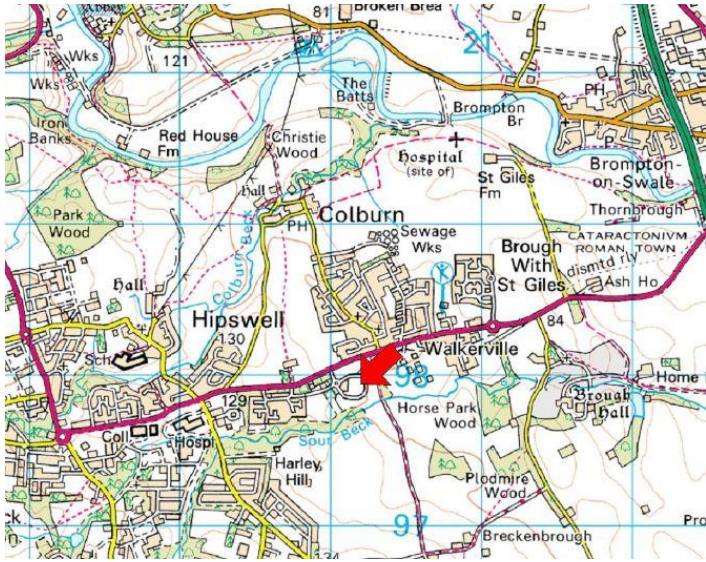 81
Broken Brea
Wks
121
21
The
Batts
PH
Wks
Iron
Banks
Red House
Fm
Christie
Wood
Brompton
Br
Hospital
(site of)
Hall
St Giles
Fm
Brompton-
on-Swale
Park
Wood
Colburn
PH
Thornbrough
Sewage
Wks
CATARACTONIVM
ROMAN TOWN
Brough
With
St Giles
dismtd rly
Ash Ho
Hall
Colburn Beck
Hipswell
130
84
Sch
Walkerville
98
129
Home
Brough
Hall
Horse Park
Wood
Coll
Hospl
Sour Beck
Harley
Hill
Plodmire
Wood
97
Breckenbrough
Pro